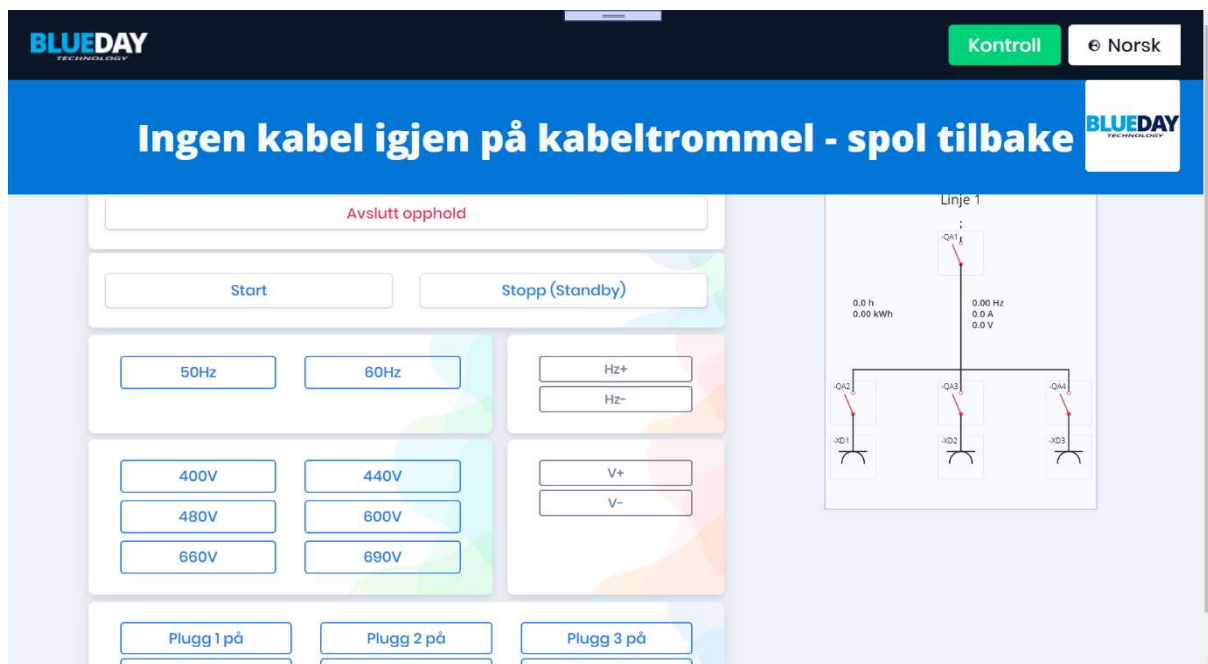 BLUEDAY
TECHNOLOGY
Kontroll
Norsk
Ingen kabel igjen på kabeltrommel - spol tilbake
BLUEDAY
TECHNOLOGY
Avslutt opphold
Start
Stopp (Standby)
50Hz
60Hz
Hz+
Hz-
400V
440V
480V
600V
660V
690V
V+
V-
Plugg 1 på
Plugg 2 på
Plugg 3 på
Linje 1
-QA1
0.0 h
0.00 kWh
0.00 Hz
0.0 A
0.0 V
-QA2
-QA3
-QA4
-XD1
-XD2
-XD3